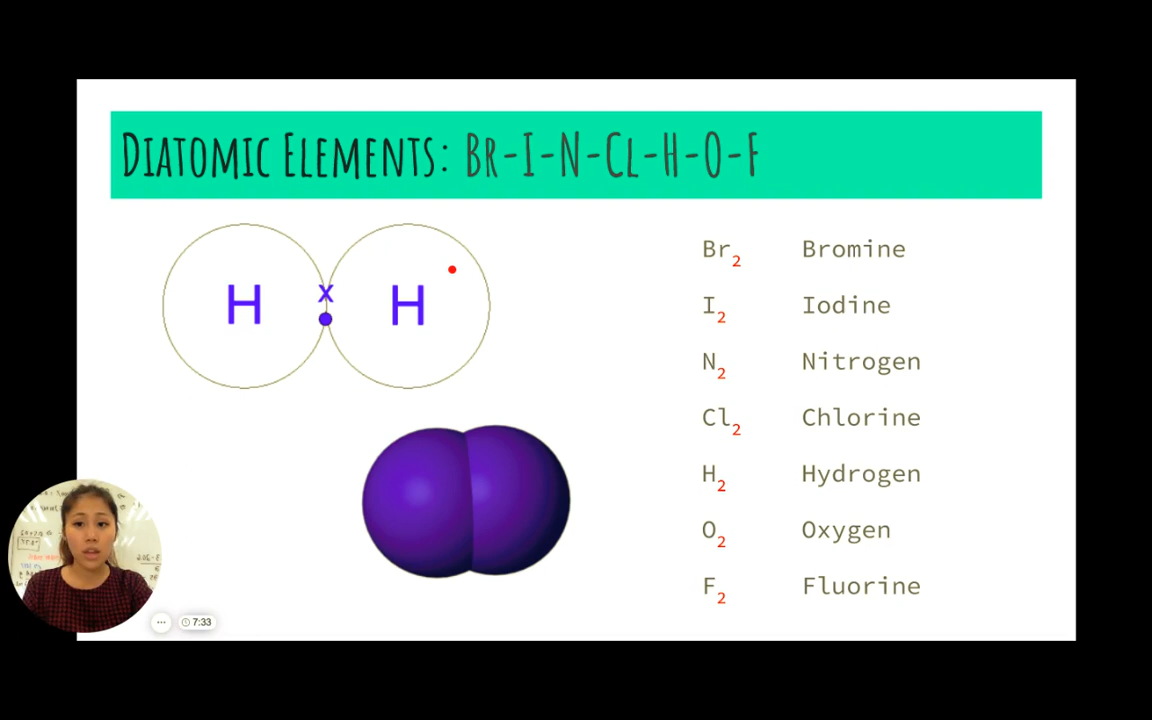 Diatomic Elements: Br-I-N-Cl-H-O-F
H x H
Br2 Bromine
I2 Iodine
N2 Nitrogen
Cl2 Chlorine
H2 Hydrogen
O2 Oxygen
F2 Fluorine
... 7:33